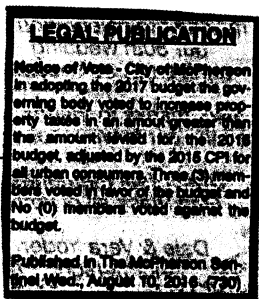 LEGAL PUBLICATION
Notice of Vote - City of McPherson
In adopting the 2017 budget the gov-
erning body voted to increase prop-
erty taxes in an amount greater than
the amount levied for the 2016
budget, adjusted by the 2015 CPI for
all urban consumers. Three (3) mem-
bers voted in favor of the budget and
No (0) members voted against the
budget.
Published in The McPherson Sen-
tinel Wed., August 10, 2016. (730)